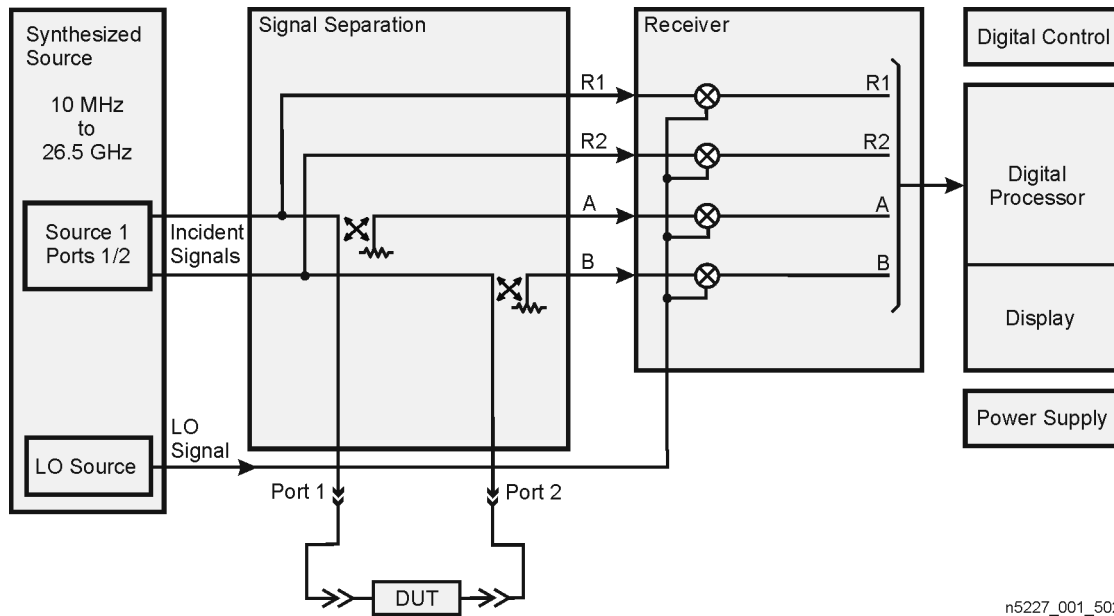 Synthesized
Source
10 MHz
to
26.5 GHz
Source 1
Ports 1/2
LO Source
Incident
Signals
LO
Signal
Signal Separation
R1
R2
A
B
Port 1
Port 2
DUT
Receiver
R1
R2
A
B
Digital Control
Digital
Processor
Display
Power Supply
n5227_001_50